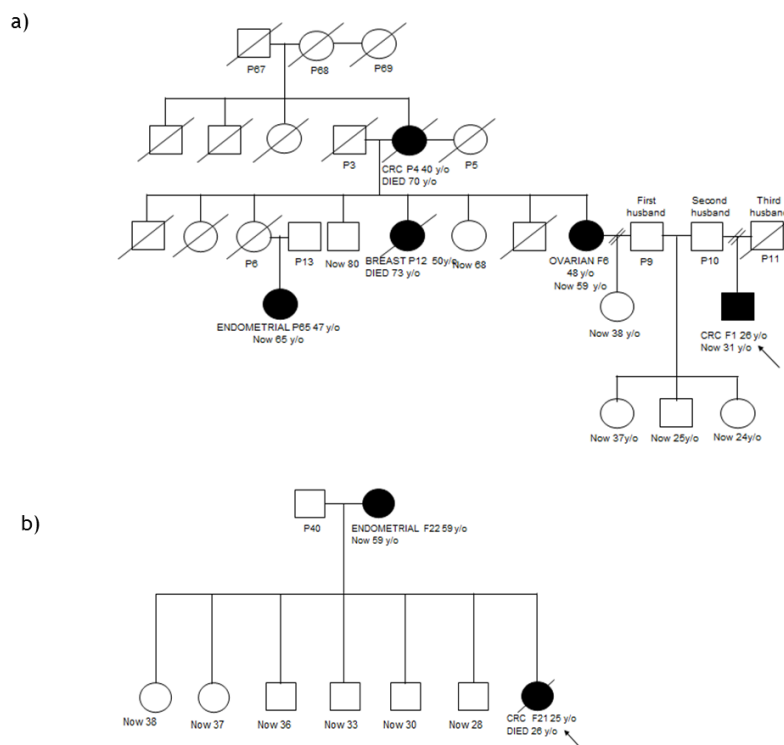 a)
P67
P68
P69
P3
CRC P4 40 y/o
DIED 70 y/o
P5
First
husband
Second
husband
Third
husband
P6
P13
Now 80
BREAST P12 50y/o
DIED 73 y/o
Now 68
OVARIAN F6
48 y/o
Now 59 y/o
P9
P10
P11
ENDOMETRIAL P65 47 y/o
Now 65 y/o
Now 38 y/o
CRC F1 26 y/o
Now 31 y/o
Now 37y/o
Now 25y/o
Now 24y/o
b)
P40
ENDOMETRIAL F22 59 y/o
Now 59 y/o
Now 38
Now 37
Now 36
Now 33
Now 30
Now 28
CRC F21 25 y/o
DIED 26 y/o